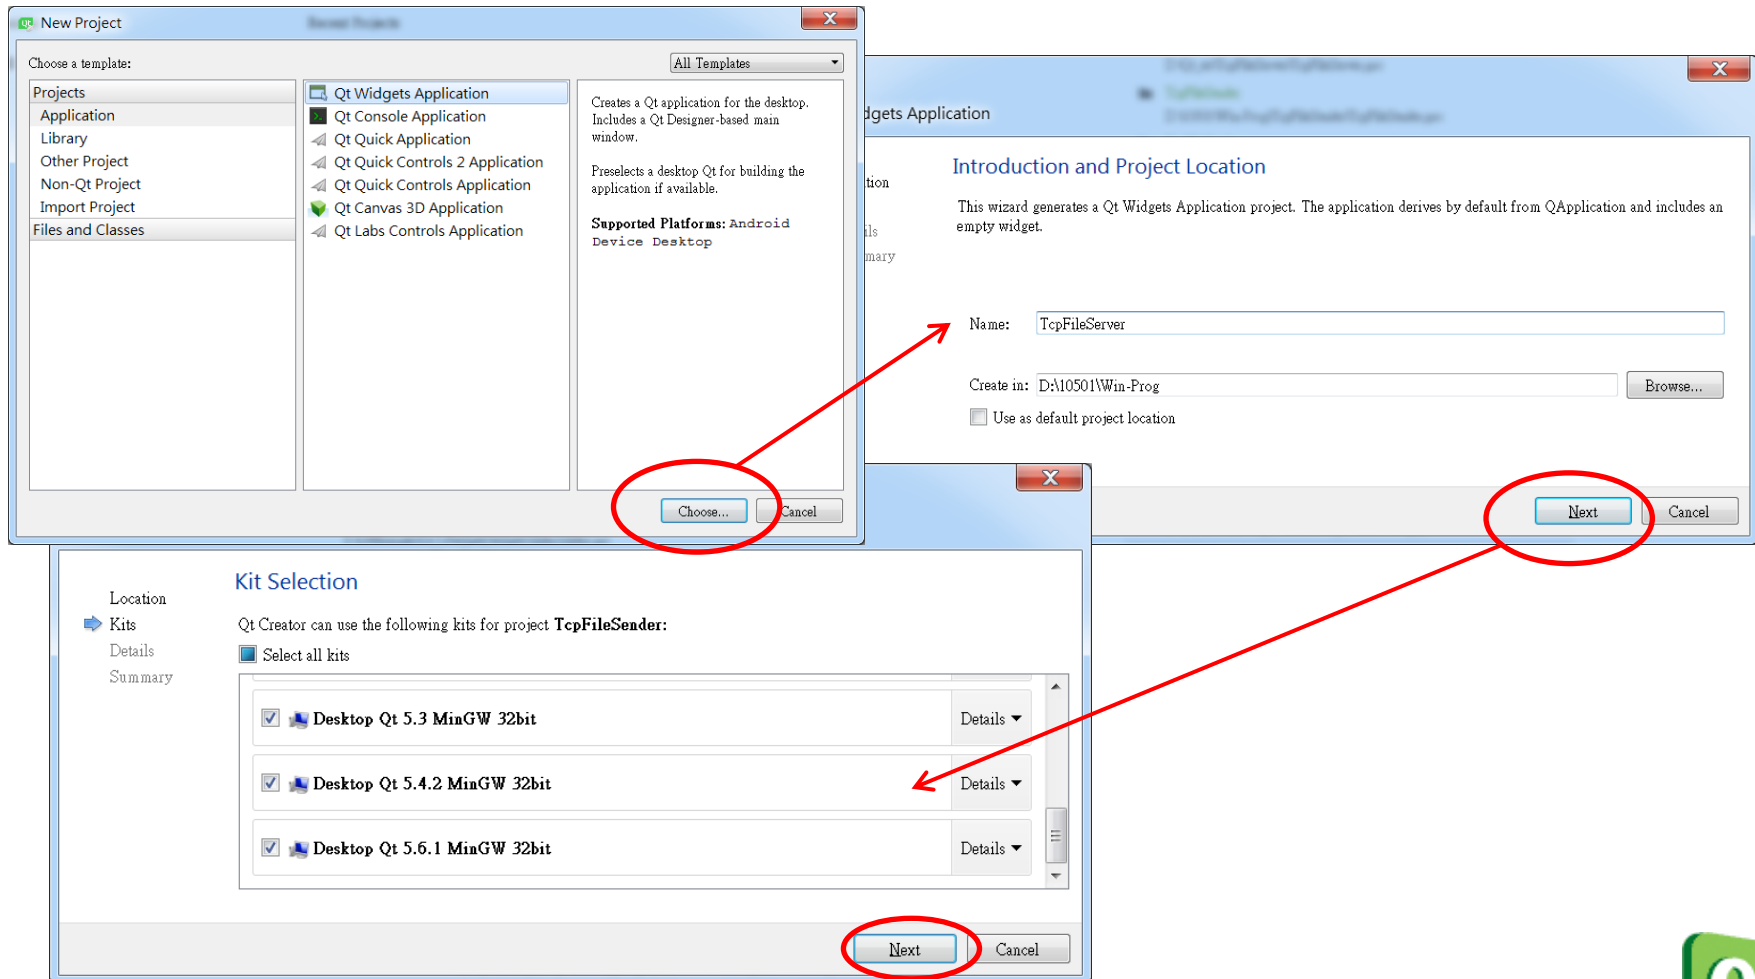 New Project
Recent Projects
Choose a template:
All Templates
Projects
Application
Library
Other Project
Non-Qt Project
Import Project
Files and Classes
Qt Widgets Application
Qt Console Application
Qt Quick Application
Qt Quick Controls 2 Application
Qt Quick Controls Application
Qt Canvas 3D Application
Qt Labs Controls Application
Creates a Qt application for the desktop.
Includes a Qt Designer-based main
window.
Preselects a desktop Qt for building the
application if available.
Supported Platforms: Android
Device Desktop
Choose...
Cancel
dgets Application
tion
ils
mary
Introduction and Project Location
This wizard generates a Qt Widgets Application project. The application derives by default from QApplication and includes an
empty widget.
Name: TcpFileServer
Create in: D:\10501\Win-Prog
Browse...
Use as default project location
Next
Cancel
Location
Kits
Details
Summary
Kit Selection
Qt Creator can use the following kits for project TcpFileSender:
Select all kits
Desktop Qt 5.3 MinGW 32bit
Details
Desktop Qt 5.4.2 MinGW 32bit
Details
Desktop Qt 5.6.1 MinGW 32bit
Details
Next
Cancel